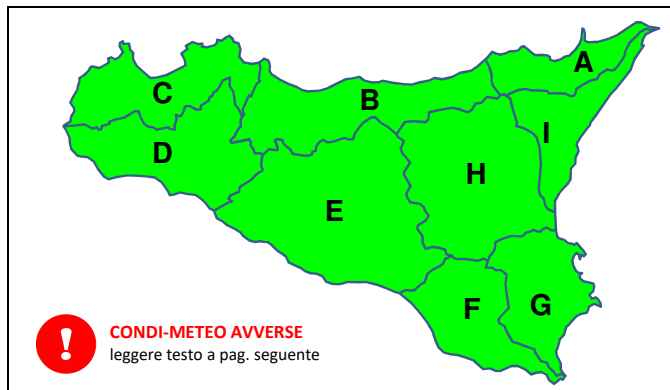 A
C
B
I
D
H
E
F
G
!
CONDI-METEO AVVERSE
leggere testo a pag. seguente